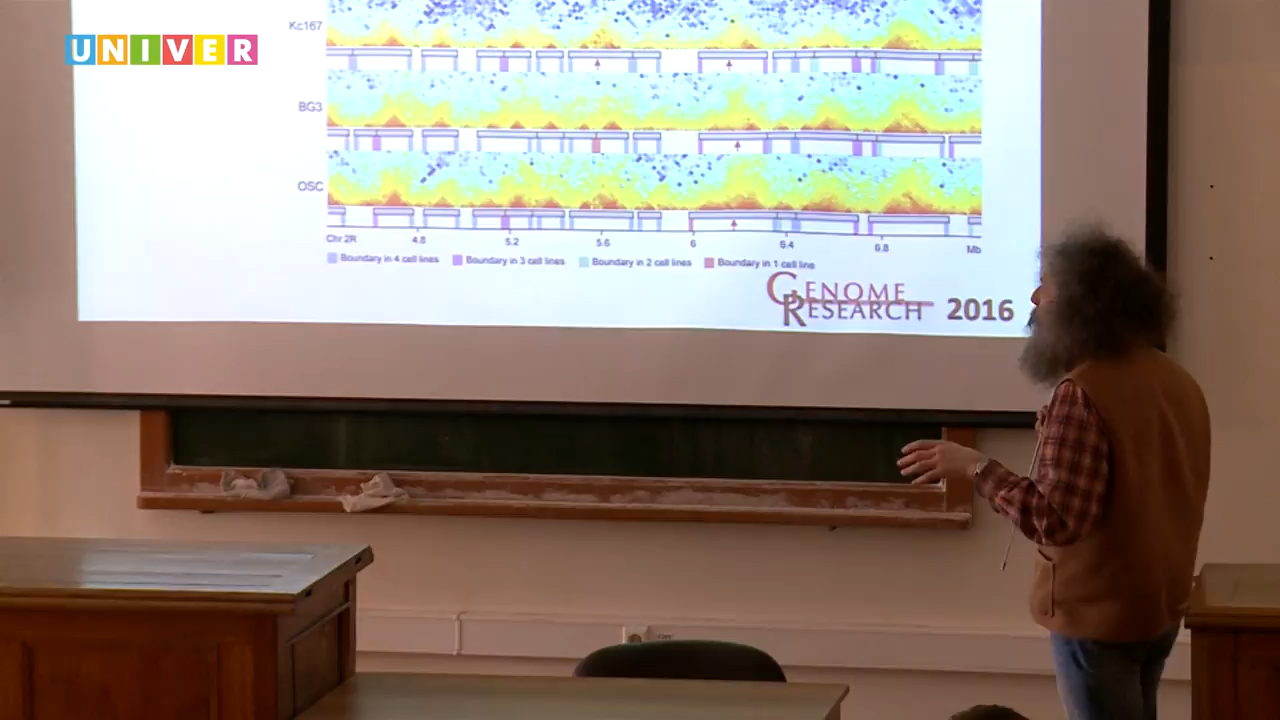 UNIVER
Kc167
BG3
OSC
Chr 2R 4.8 5.2 5.6 6 6.4 6.8 Mb
Boundary in 4 cell lines Boundary in 3 cell lines Boundary in 2 cell lines Boundary in 1 cell line
GENOME
RESEARCH 2016